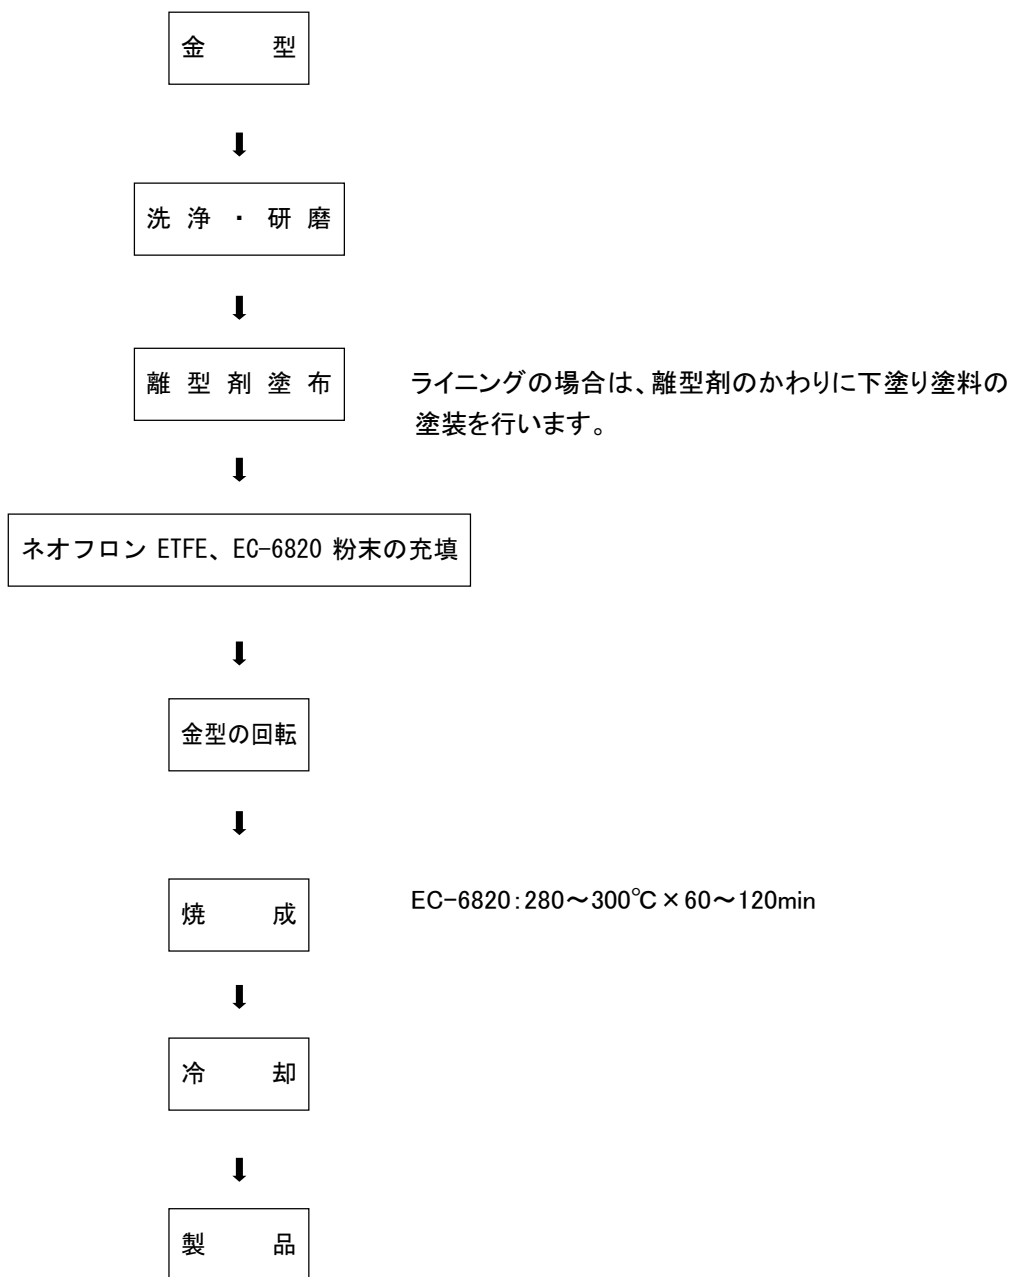 金 型
洗 浄 ・ 研 磨
離 型 剤 塗 布
ライニングの場合は、離型剤のかわりに下塗り塗料の
塗装を行います。
ネオフロン ETFE、EC-6820 粉末の充填
金型の回転
焼 成
EC-6820:280～300℃×60～120min
冷 却
製 品